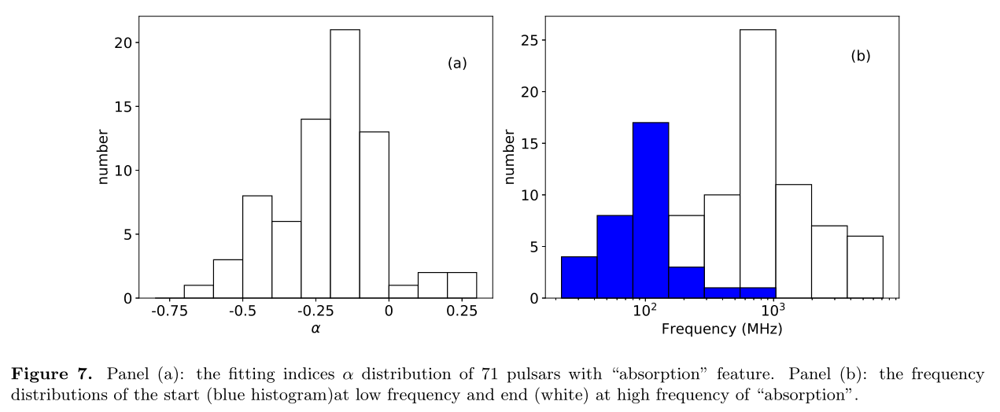 (a)
number
20
15
10
5
0
-0.75 -0.5 -0.25 0 0.25
α
(b)
number
25
20
15
10
5
0
10² 10³
Frequency (MHz)
Figure 7. Panel (a): the fitting indices α distribution of 71 pulsars with “absorption” feature. Panel (b): the frequency
distributions of the start (blue histogram)at low frequency and end (white) at high frequency of “absorption”.